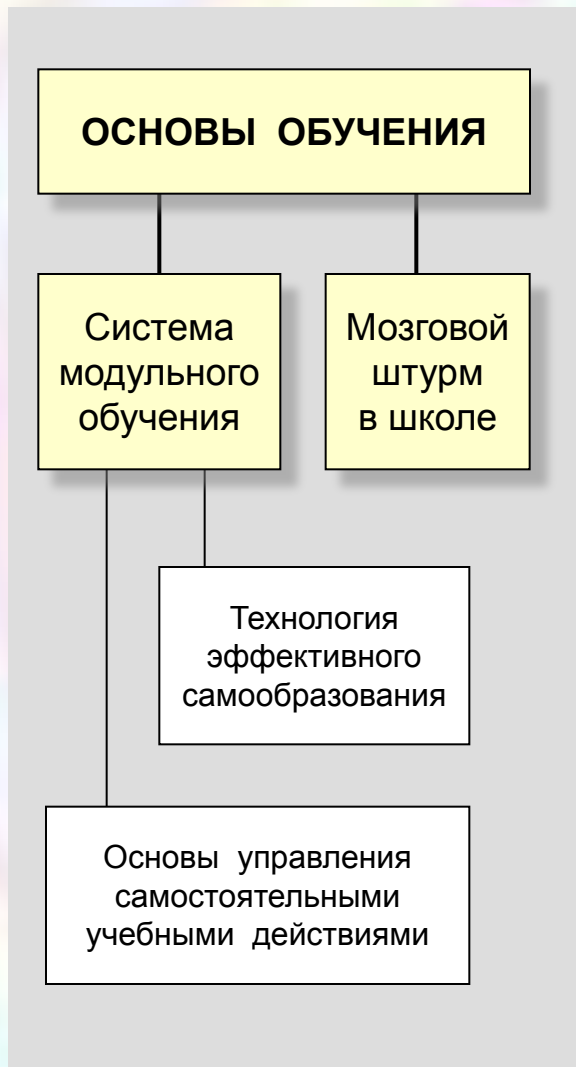 ОСНОВЫ ОБУЧЕНИЯ
Система
модульного
обучения
Мозговой
штурм
в школе
Технология
эффективного
самообразования
Основы управления
самостоятельными
учебными действиями